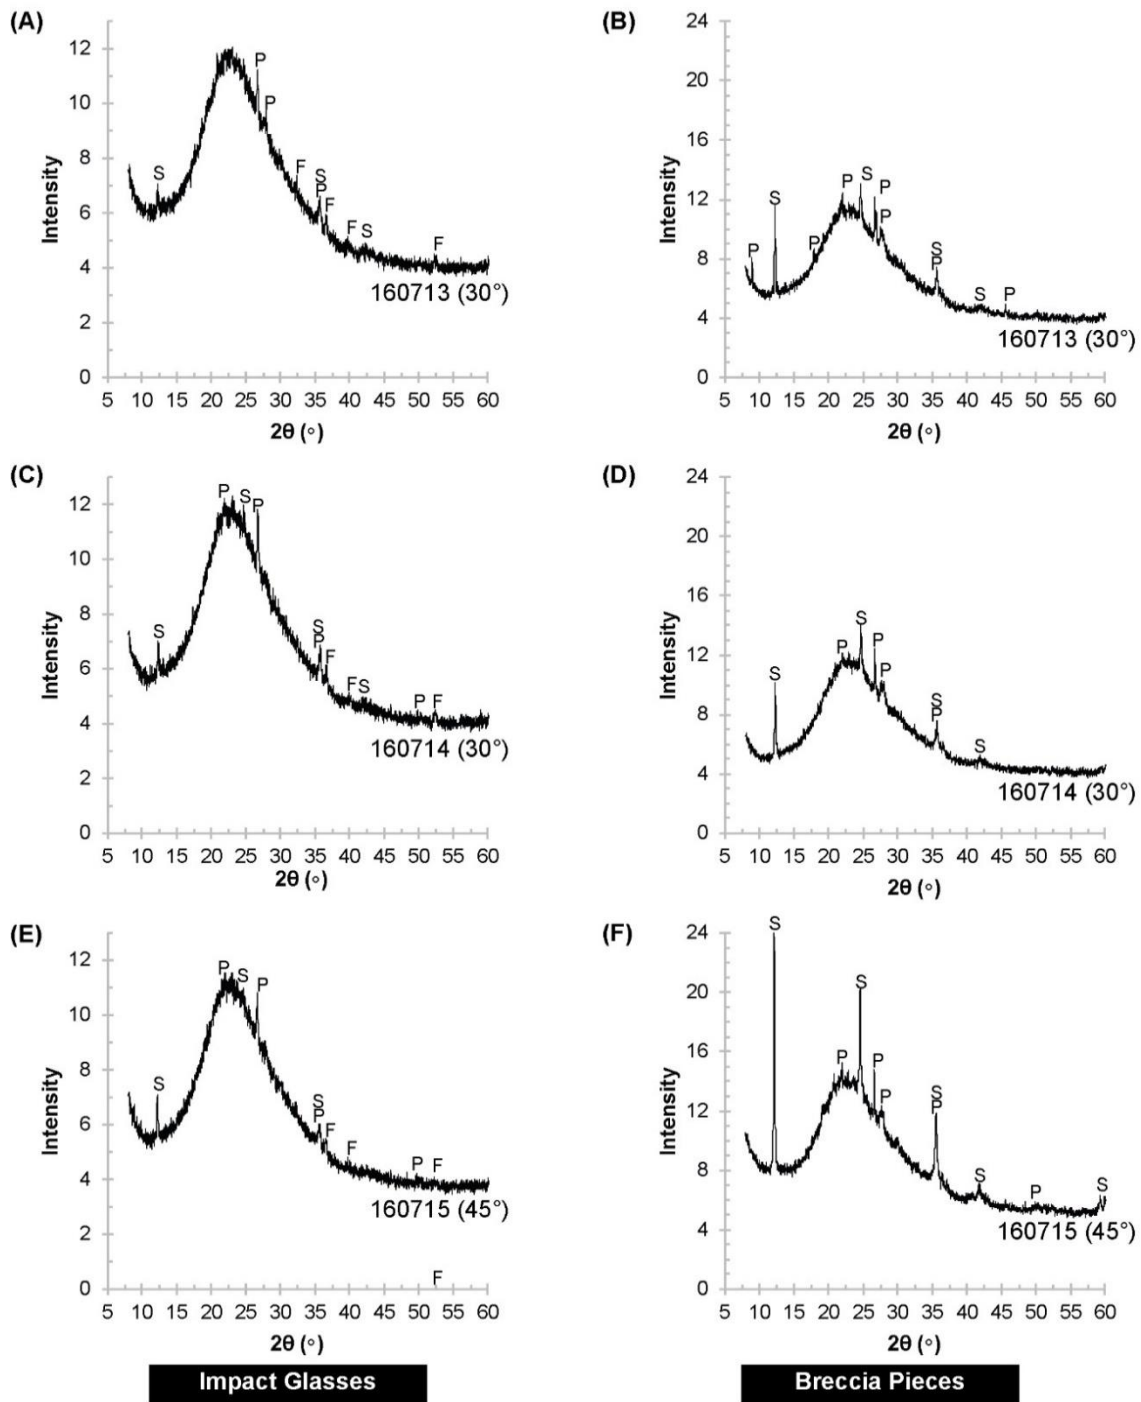 (A)
Intensity
12
10
8
6
4
2
0
S
P
P
F
S
P
F
F
S
F
160713 (30°)
5 10 15 20 25 30 35 40 45 50 55 60
2θ (°)
(B)
Intensity
24
20
16
12
8
4
0
P
S
P
P
S
P
P
S
P
S
P
160713 (30°)
5 10 15 20 25 30 35 40 45 50 55 60
2θ (°)
(C)
Intensity
12
10
8
6
4
2
0
S
P
S
P
S
P
F
F
S
P
F
160714 (30°)
5 10 15 20 25 30 35 40 45 50 55 60
2θ (°)
(D)
Intensity
24
20
16
12
8
4
0
S
P
S
P
P
S
P
S
160714 (30°)
5 10 15 20 25 30 35 40 45 50 55 60
2θ (°)
(E)
Intensity
12
10
8
6
4
2
0
S
P
S
P
S
P
F
F
P
F
160715 (45°)
F
5 10 15 20 25 30 35 40 45 50 55 60
2θ (°)
(F)
Intensity
24
20
16
12
8
4
0
S
P
S
P
P
S
P
S
P
S
160715 (45°)
5 10 15 20 25 30 35 40 45 50 55 60
2θ (°)
Impact Glasses
Breccia Pieces